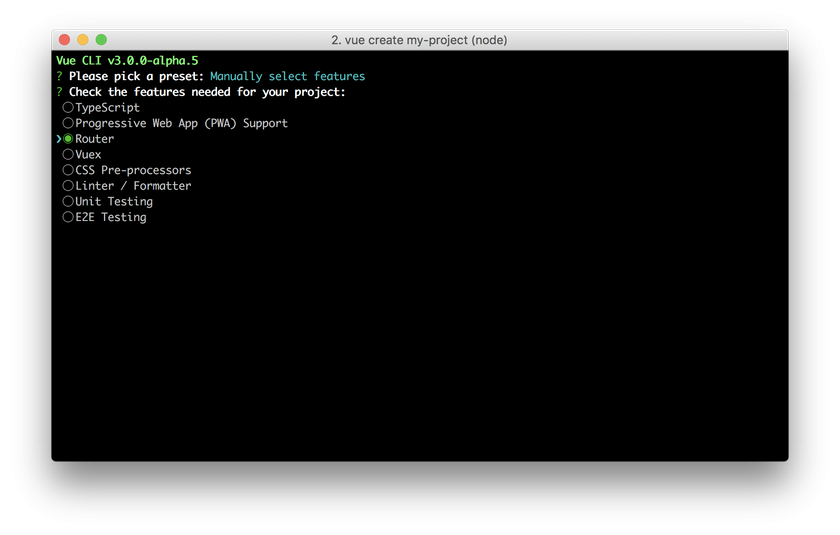 2. vue create my-project (node)
Vue CLI v3.0.0-alpha.5
? Please pick a preset: Manually select features
? Check the features needed for your project:
◯TypeScript
◯Progressive Web App (PWA) Support
❯◉Router
◯Vuex
◯CSS Pre-processors
◯Linter / Formatter
◯Unit Testing
◯E2E Testing